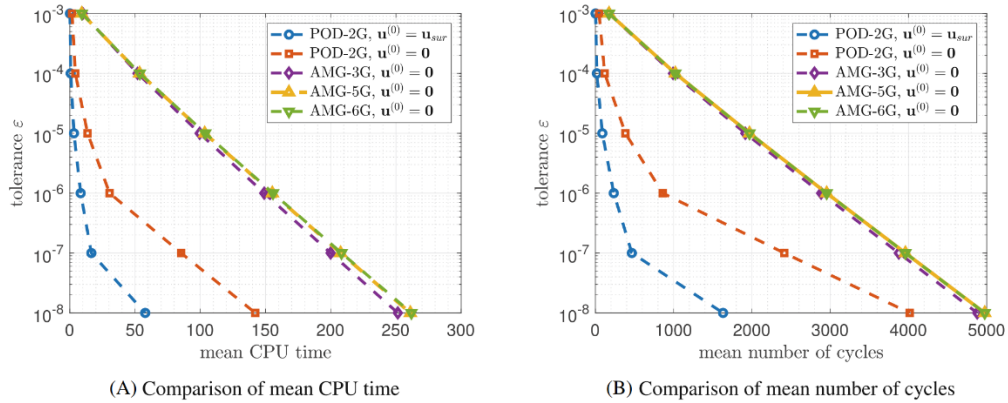 10^-3
10^-4
10^-5
10^-6
10^-7
10^-8
tolerance ε
0
50
100
150
200
250
300
mean CPU time
POD-2G, u^(0) = u_sur
POD-2G, u^(0) = 0
AMG-3G, u^(0) = 0
AMG-5G, u^(0) = 0
AMG-6G, u^(0) = 0
(A) Comparison of mean CPU time
10^-3
10^-4
10^-5
10^-6
10^-7
10^-8
tolerance ε
0
1000
2000
3000
4000
5000
mean number of cycles
POD-2G, u^(0) = u_sur
POD-2G, u^(0) = 0
AMG-3G, u^(0) = 0
AMG-5G, u^(0) = 0
AMG-6G, u^(0) = 0
(B) Comparison of mean number of cycles